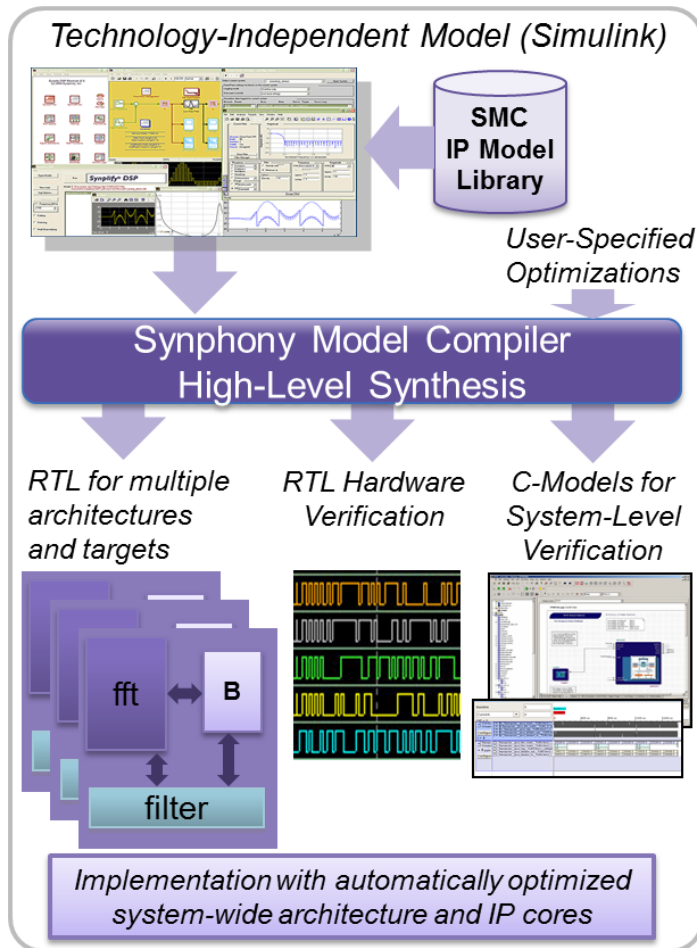 Technology-Independent Model (Simulink)
Synplify DSP
SMC
IP Model
Library
User-Specified
Optimizations
Synphony Model Compiler
High-Level Synthesis
RTL for multiple
architectures
and targets
RTL Hardware
Verification
C-Models for
System-Level
Verification
fft
B
filter
Implementation with automatically optimized
system-wide architecture and IP cores